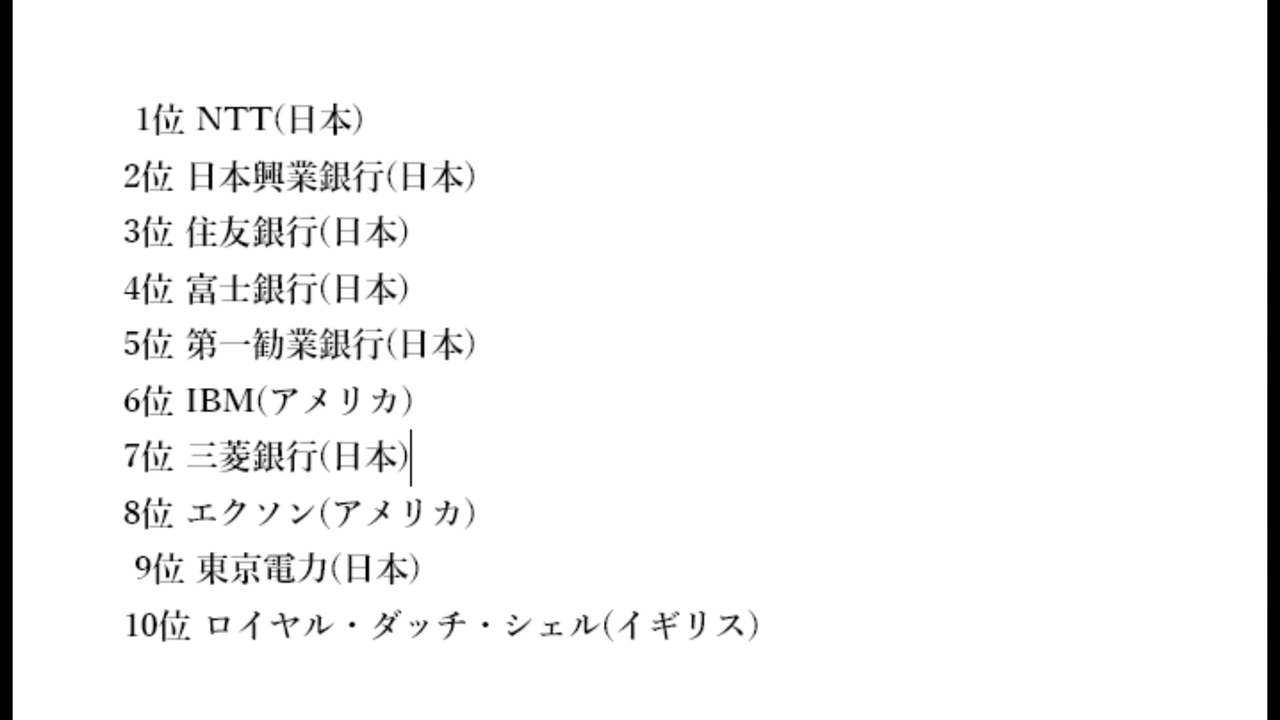 1位 NTT(日本)
2位 日本興業銀行(日本)
3位 住友銀行(日本)
4位 富士銀行(日本)
5位 第一勧業銀行(日本)
6位 IBM(アメリカ)
7位 三菱銀行(日本)
8位 エクソン(アメリカ)
9位 東京電力(日本)
10位 ロイヤル・ダッチ・シェル(イギリス)